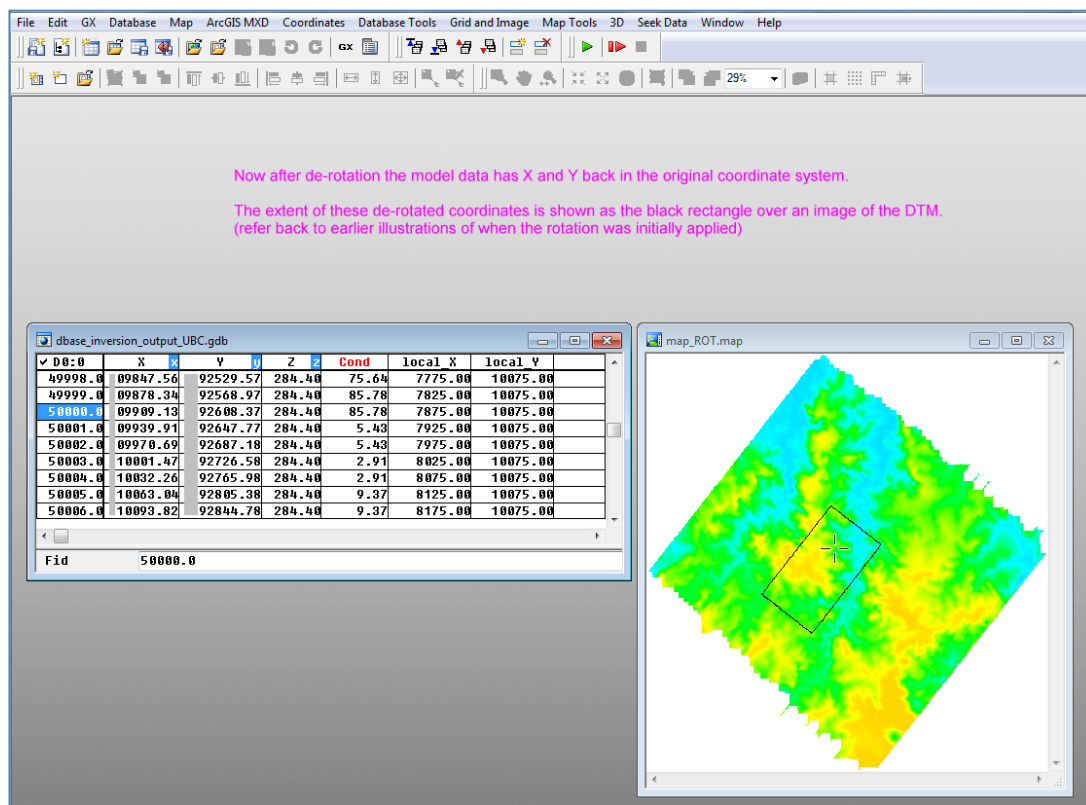 File Edit GX Database Map ArcGIS MXD Coordinates Database Tools Grid and Image Map Tools 3D Seek Data Window Help
GX
29%
Now after de-rotation the model data has X and Y back in the original coordinate system.
The extent of these de-rotated coordinates is shown as the black rectangle over an image of the DTM.
(refer back to earlier illustrations of when the rotation was initially applied)
dbase_inversion_output_UBC.gdb
✓ D0:0 X x Y y Z z Cond local_X local_Y
49998.0 09847.56 92529.57 284.40 75.64 7775.00 10075.00
49999.0 09878.34 92568.97 284.40 85.78 7825.00 10075.00
50000.0 09909.13 92608.37 284.40 85.78 7875.00 10075.00
50001.0 09939.91 92647.77 284.40 5.43 7925.00 10075.00
50002.0 09970.69 92687.18 284.40 5.43 7975.00 10075.00
50003.0 10001.47 92726.58 284.40 2.91 8025.00 10075.00
50004.0 10032.26 92765.98 284.40 2.91 8075.00 10075.00
50005.0 10063.04 92805.38 284.40 9.37 8125.00 10075.00
50006.0 10093.82 92844.78 284.40 9.37 8175.00 10075.00
Fid 50000.0
map_ROT.map